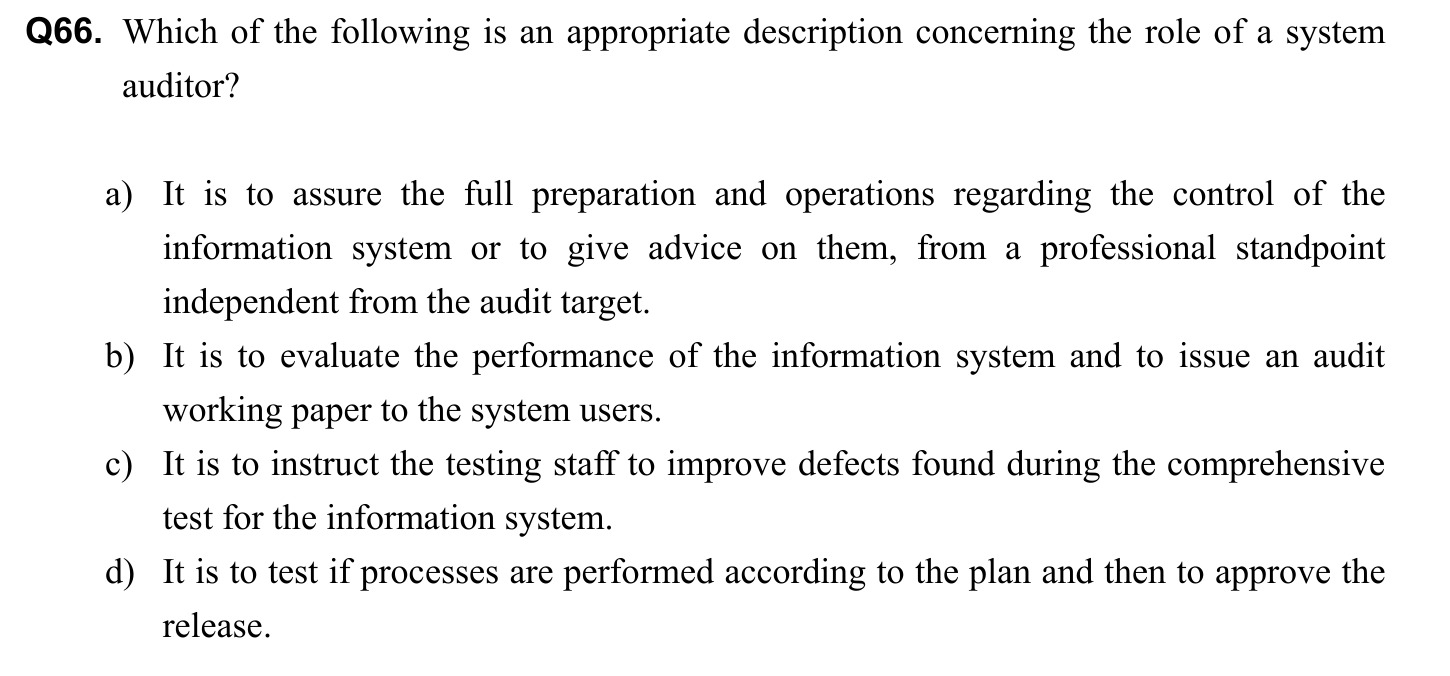 Q66. Which of the following is an appropriate description concerning the role of a system
auditor?
a) It is to assure the full preparation and operations regarding the control of the
information system or to give advice on them, from a professional standpoint
independent from the audit target.
b) It is to evaluate the performance of the information system and to issue an audit
working paper to the system users.
c) It is to instruct the testing staff to improve defects found during the comprehensive
test for the information system.
d) It is to test if processes are performed according to the plan and then to approve the
release.